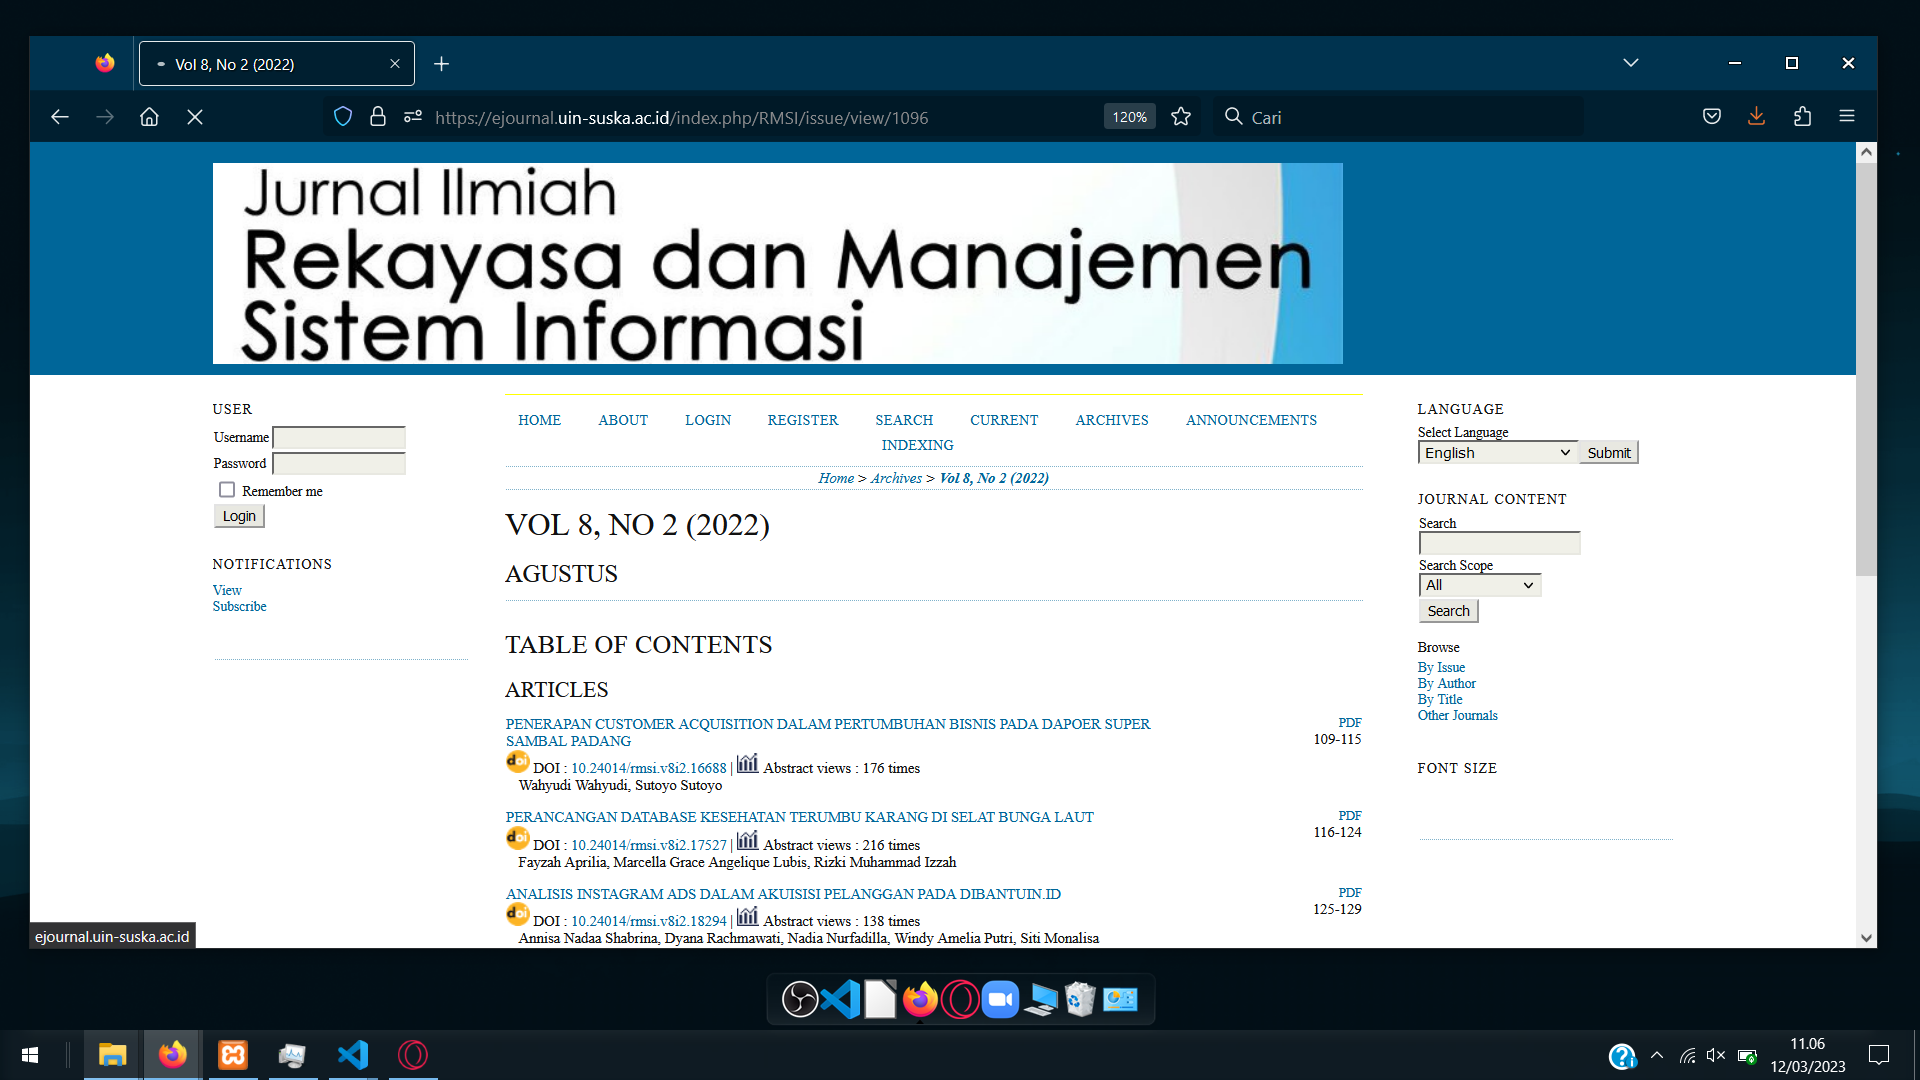 Vol 8, No 2 (2022)
https://ejournal.uin-suska.ac.id/index.php/RMSI/issue/view/1096
120%
Cari
Jurnal Ilmiah
Rekayasa dan Manajemen
Sistem Informasi
USER
Username
Password
Remember me
Login
NOTIFICATIONS
View
Subscribe
HOME ABOUT LOGIN REGISTER SEARCH CURRENT ARCHIVES ANNOUNCEMENTS
INDEXING
Home > Archives > Vol 8, No 2 (2022)
VOL 8, NO 2 (2022)
AGUSTUS
TABLE OF CONTENTS
ARTICLES
PENERAPAN CUSTOMER ACQUISITION DALAM PERTUMBUHAN BISNIS PADA DAPOER SUPER
SAMBAL PADANG
PDF
109-115
doi DOI : 10.24014/rmsi.v8i2.16688 | Abstract views : 176 times
Wahyudi Wahyudi, Sutoyo Sutoyo
PERANCANGAN DATABASE KESEHATAN TERUMBU KARANG DI SELAT BUNGA LAUT
PDF
116-124
doi DOI : 10.24014/rmsi.v8i2.17527 | Abstract views : 216 times
Fayzah Aprilia, Marcella Grace Angelique Lubis, Rizki Muhammad Izzah
ANALISIS INSTAGRAM ADS DALAM AKUISISI PELANGGAN PADA DIBANTUIN.ID
PDF
125-129
doi DOI : 10.24014/rmsi.v8i2.18294 | Abstract views : 138 times
Annisa Nadaa Shabrina, Dyana Rachmawati, Nadia Nurfadilla, Windy Amelia Putri, Siti Monalisa
LANGUAGE
Select Language
English Submit
JOURNAL CONTENT
Search
Search Scope
All
Search
Browse
By Issue
By Author
By Title
Other Journals
FONT SIZE
ejournal.uin-suska.ac.id
11.06
12/03/2023